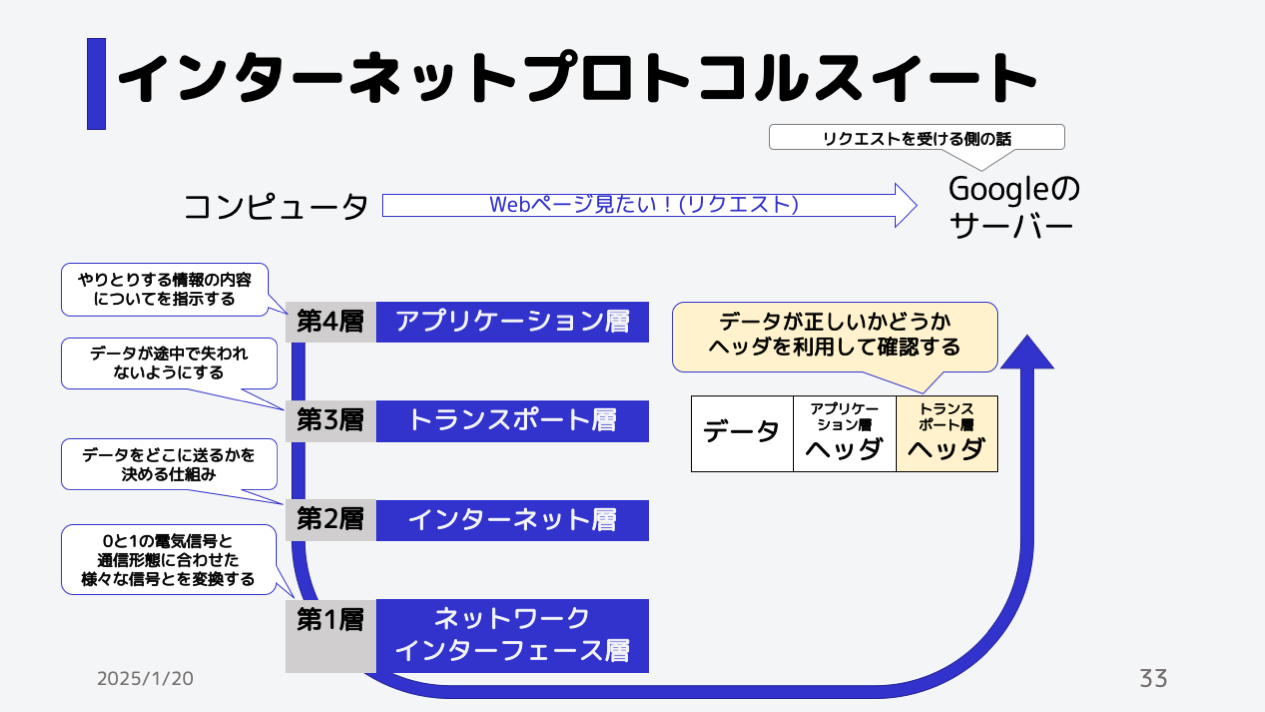 インターネットプロトコルスイート
リクエストを受ける側の話
コンピュータ
Webページ見たい！(リクエスト)
Googleの
サーバー
やりとりする情報の内容
についてを指示する
第4層
アプリケーション層
データが途中で失われ
ないようにする
第3層
トランスポート層
データをどこに送るかを
決める仕組み
第2層
インターネット層
0と1の電気信号と
通信形態に合わせた
様々な信号とを変換する
第1層
ネットワーク
インターフェース層
データが正しいかどうか
ヘッダを利用して確認する
データ
アプリケー
ション層
ヘッダ
トランス
ポート層
ヘッダ
2025/1/20
33